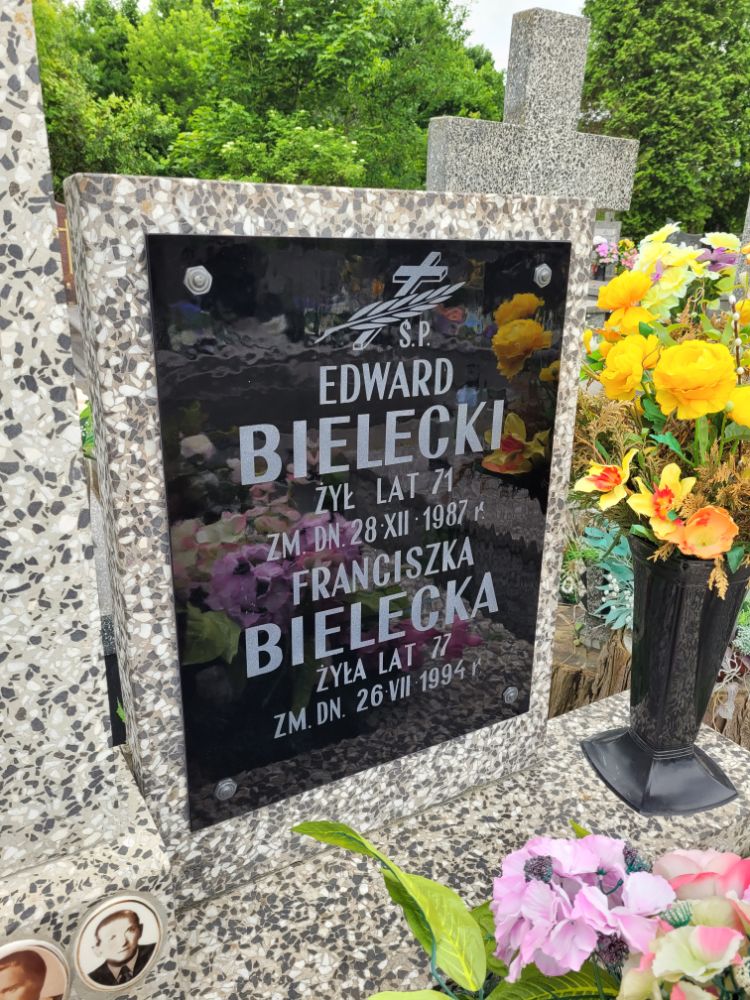 Ś.P.
EDWARD
BIELECKI
ŻYŁ LAT 71
ZM. DN. 28·XII·1987 r.
FRANCISZKA
BIELECKA
ŻYŁA LAT 77
ZM. DN. 26·VII 1994 r.